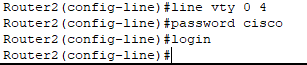 Router2(config-line)#line vty 0 4
Router2(config-line)#password cisco
Router2(config-line)#login
Router2(config-line)#